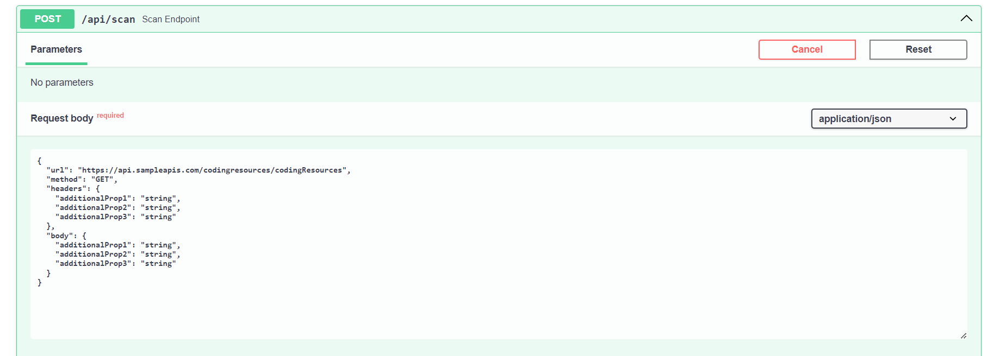 POST /api/scan Scan Endpoint
Parameters
Cancel
Reset
No parameters
Request body required
application/json
{
  "url": "https://api.sampleapis.com/codingresources/codingResources",
  "method": "GET",
  "headers": {
    "additionalProp1": "string",
    "additionalProp2": "string",
    "additionalProp3": "string"
  },
  "body": {
    "additionalProp1": "string",
    "additionalProp2": "string",
    "additionalProp3": "string"
  }
}